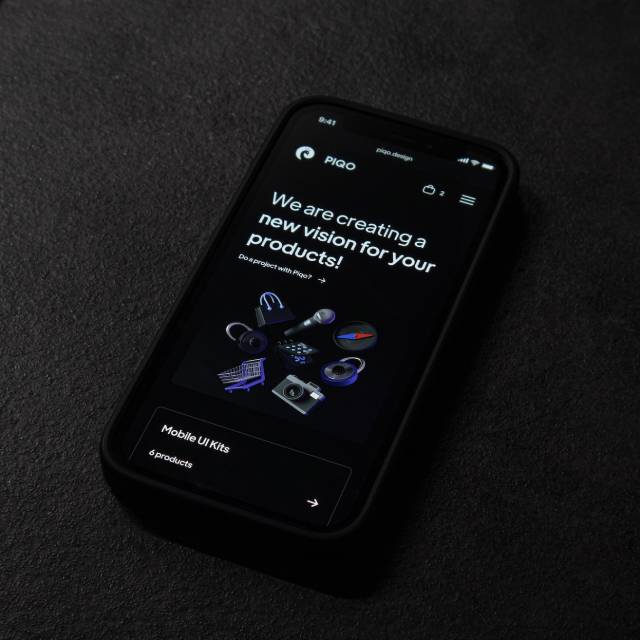 9:41
piqo.design
PIQO
2
We are creating a
new vision for your
products!
Do a project with Piqo?
Mobile UI Kits
6 products